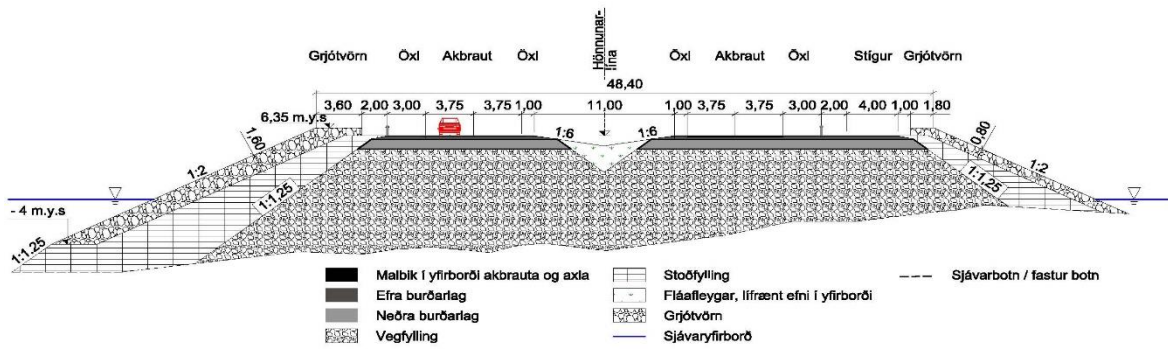 Hönnunar-
lína
Grjótvörn Öxl Akbraut Öxl Öxl Akbraut Öxl Stígur Grjótvörn
48,40
3,60 2,00 3,00 3,75 3,75 1,00 11,00 1,00 3,75 3,75 3,00 2,00 4,00 1,00 1,80
6,35 m.y.s
1:6 1:6
1,60 0,80
1:2 1:2
1:1,25 1:1,25
- 4 m.y.s
1:1,25
Malbik í yfirborði akbrauta og axla
Efra burðarlag
Neðra burðarlag
Vegfylling
Stoðfylling
Fláafleygar, lífrænt efni í yfirborði
Grjótvörn
Sjávaryfirborð
Sjávarbotn / fastur botn